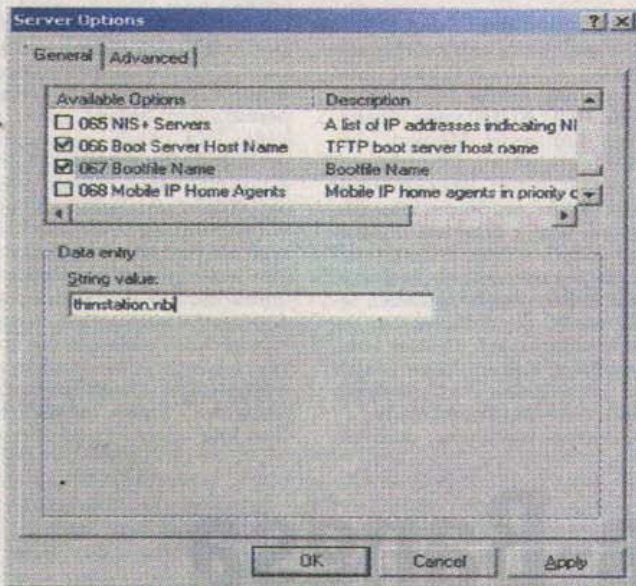 Server Options
General Advanced
Available Options Description
065 NIS+ Servers A list of IP addresses indicating NI
066 Boot Server Host Name TFTP boot server host name
067 Bootfile Name Bootfile Name
068 Mobile IP Home Agents Mobile IP home agents in priority c
Data entry
String value:
thinstation.nbi
OK Cancel Apply